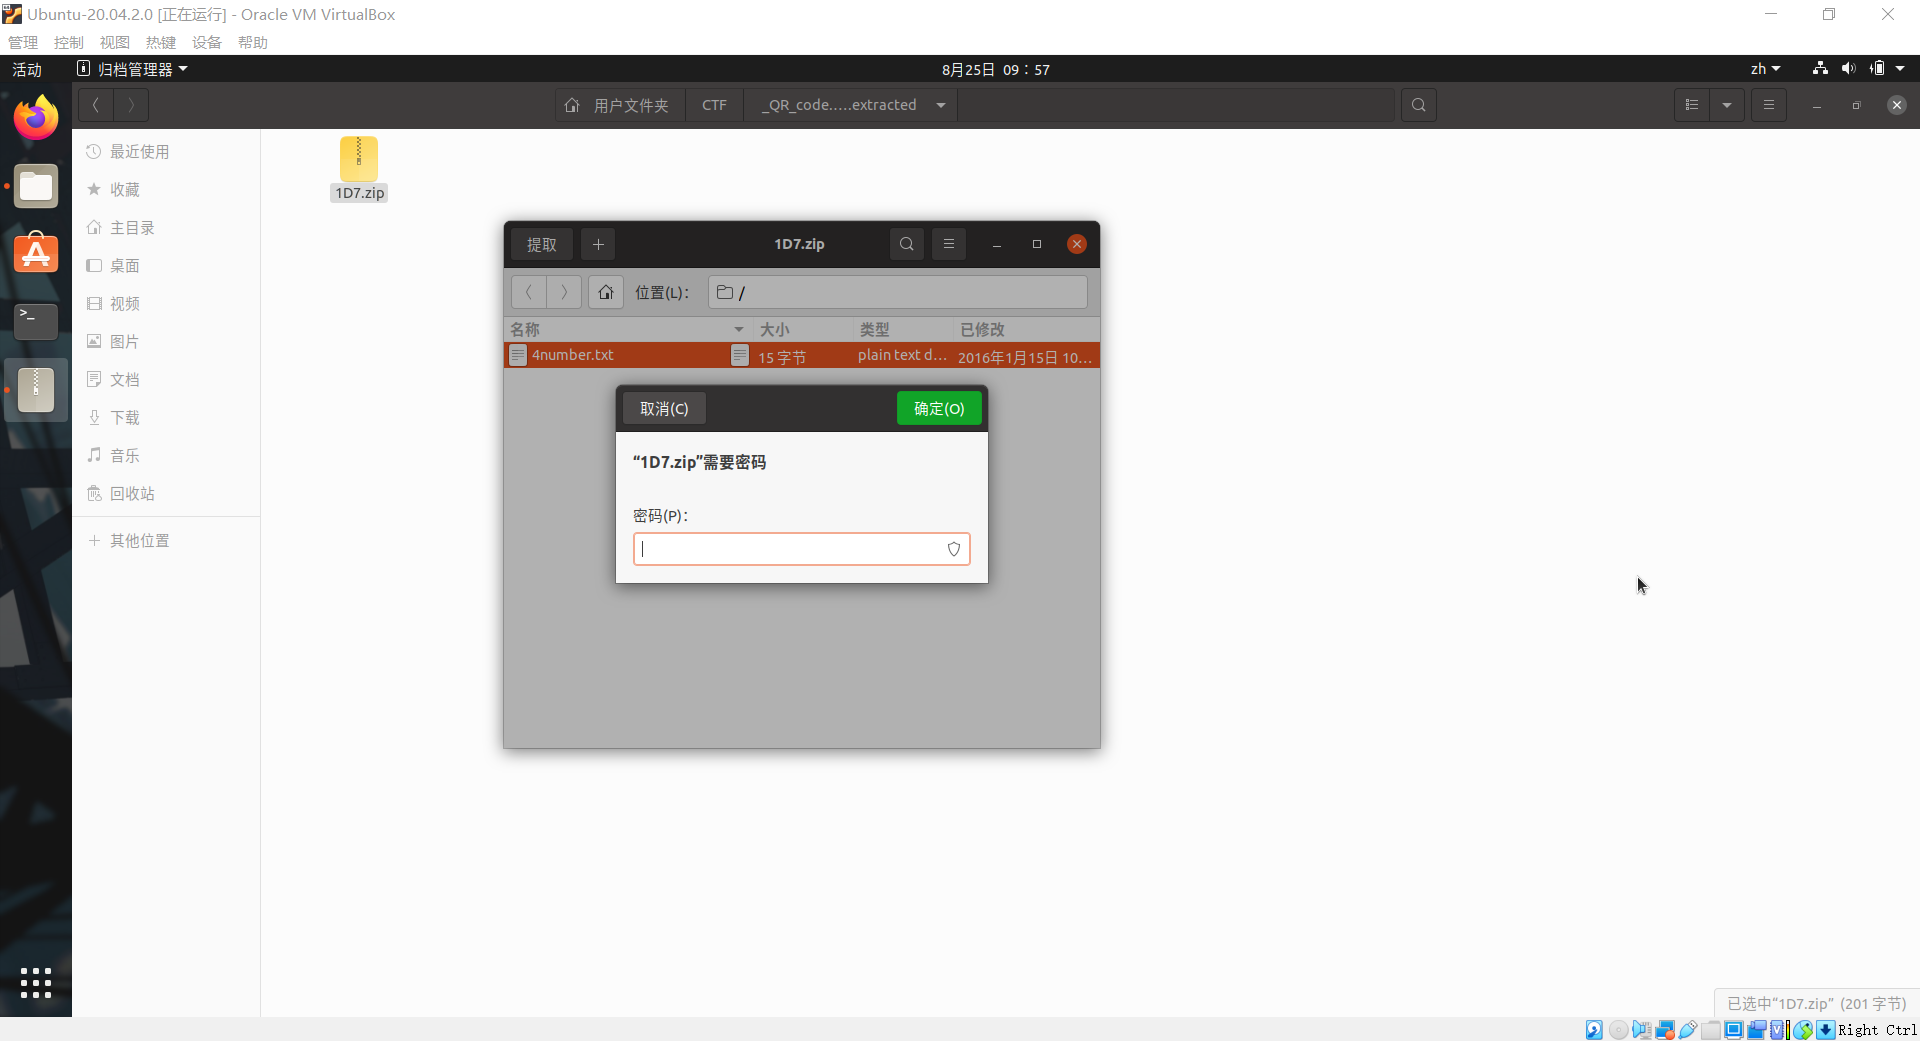 Ubuntu-20.04.2.0 [正在运行] - Oracle VM VirtualBox
管理 控制 视图 热键 设备 帮助
活动 归档管理器 8月25日 09：57 zh
用户文件夹 CTF _QR_code.....extracted
最近使用
收藏
主目录
桌面
视频
图片
文档
下载
音乐
回收站
其他位置
1D7.zip
提取 1D7.zip
位置(L)： /
名称 大小 类型 已修改
4number.txt 15 字节 plain text d... 2016年1月15日 10...
取消(C) 确定(O)
“1D7.zip”需要密码
密码(P)：
已选中“1D7.zip” (201 字节)
Right Ctrl